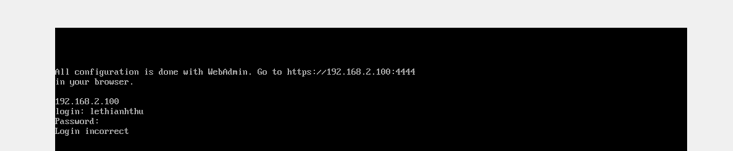 All configuration is done with WebAdmin. Go to https://192.168.2.100:4444
in your browser.
192.168.2.100
login: lethianhthu
Password:
Login incorrect